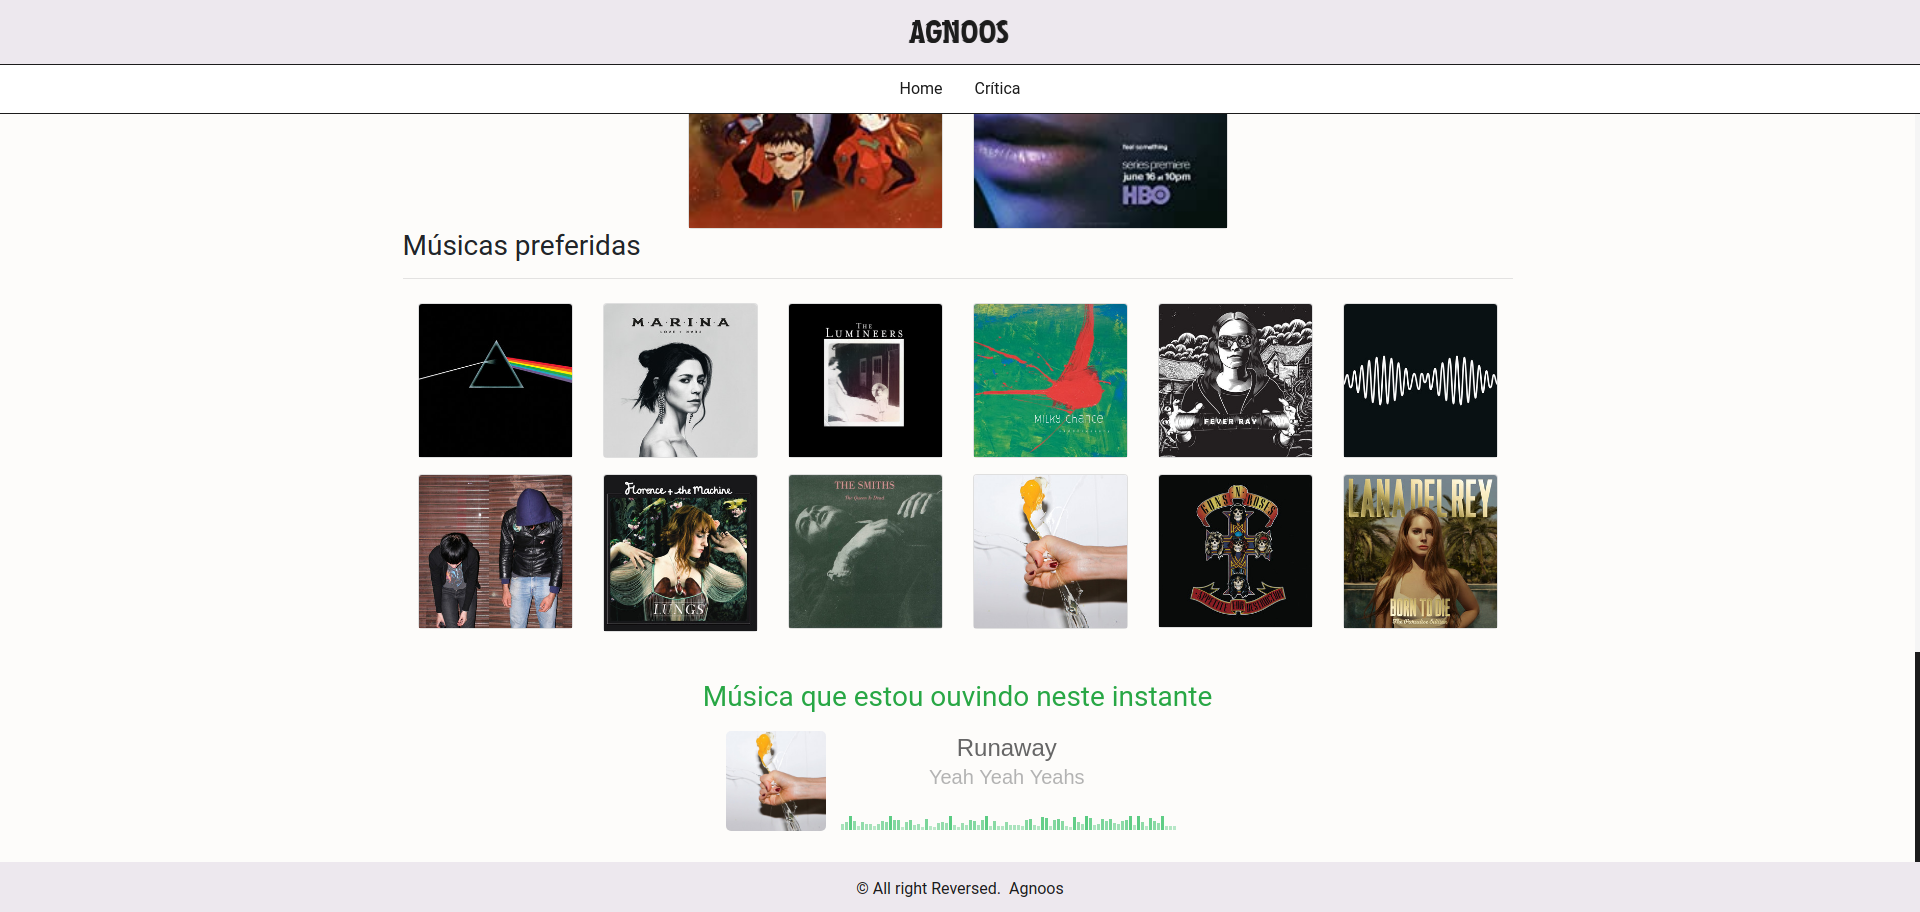 AGNOOS
Home Crítica
feel something
series premiere
june 16 at 10pm
HBO
Músicas preferidas
MARINA
LOVE + FEAR
THE
LUMINEERS
Milky Chance
FEVER RAY
Florence + the Machine
LUNGS
THE SMITHS
The Queen Is Dead
GUNS N' ROSES
APPETITE FOR DESTRUCTION
LANA DEL REY
BORN TO DIE
The Paradise Edition
Música que estou ouvindo neste instante
Runaway
Yeah Yeah Yeahs
© All right Reversed. Agnoos